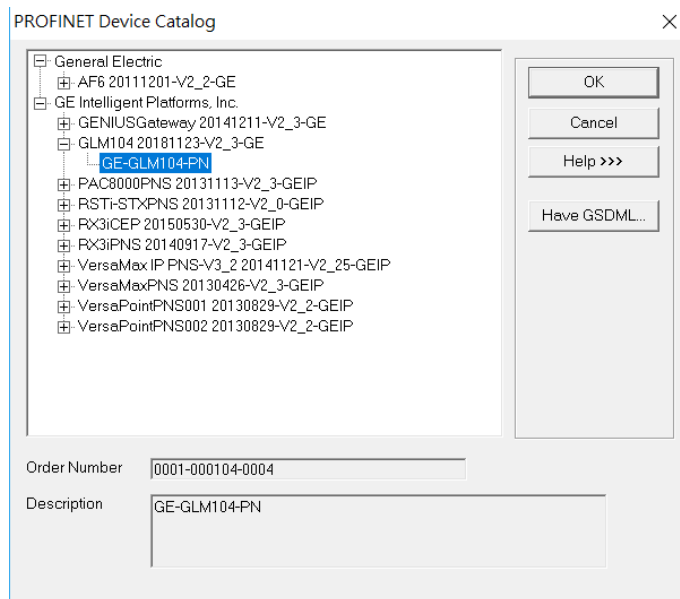 PROFINET Device Catalog
General Electric
AF6 20111201-V2_2-GE
GE Intelligent Platforms, Inc.
GENIUSGateway 20141211-V2_3-GE
GLM104 20181123-V2_3-GE
GE-GLM104-PN
PAC8000PNS 20131113-V2_3-GEIP
RSTi-STXPNS 20131112-V2_0-GEIP
RX3iCEP 20150530-V2_3-GEIP
RX3iPNS 20140917-V2_3-GEIP
VersaMax IP PNS-V3_2 20141121-V2_25-GEIP
VersaMaxPNS 20130426-V2_3-GEIP
VersaPointPNS001 20130829-V2_2-GEIP
VersaPointPNS002 20130829-V2_2-GEIP
OK
Cancel
Help >>>
Have GSDML...
Order Number 0001-000104-0004
Description GE-GLM104-PN